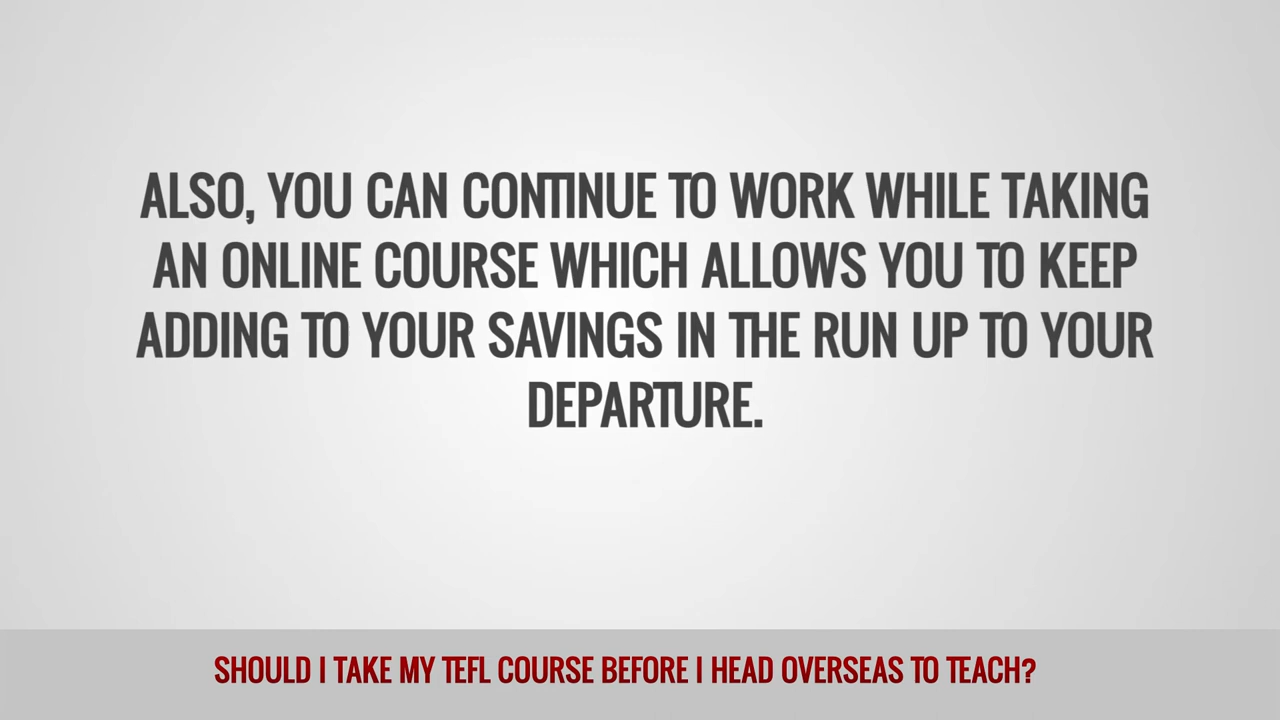 ALSO, YOU CAN CONTINUE TO WORK WHILE TAKING
AN ONLINE COURSE WHICH ALLOWS YOU TO KEEP
ADDING TO YOUR SAVINGS IN THE RUN UP TO YOUR
DEPARTURE.
SHOULD I TAKE MY TEFL COURSE BEFORE I HEAD OVERSEAS TO TEACH?